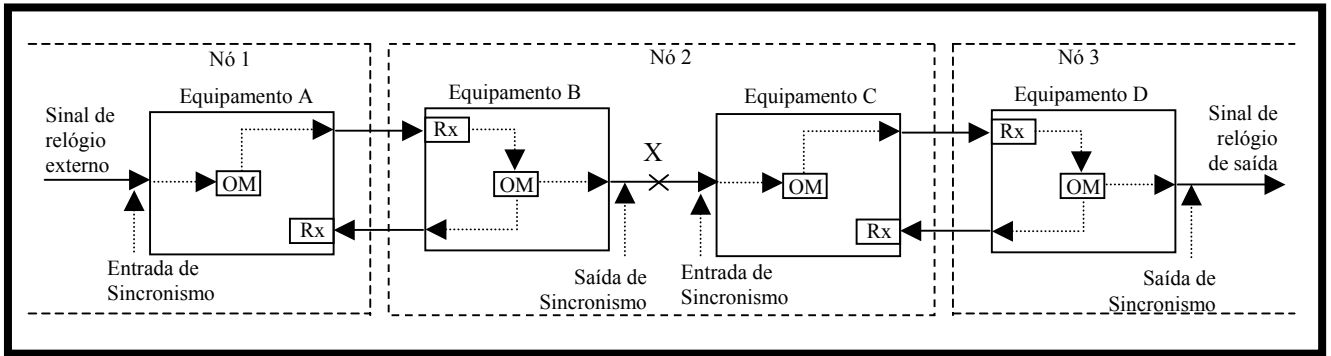 Nó 1
Nó 2
Nó 3
Equipamento A
Equipamento B
Equipamento C
Equipamento D
Sinal de
relógio
externo
OM
Rx
Entrada de
Sincronismo
Rx
OM
Saída de
Sincronismo
X
Entrada de
Sincronismo
OM
Rx
Rx
OM
Saída de
Sincronismo
Sinal de
relógio
de saída